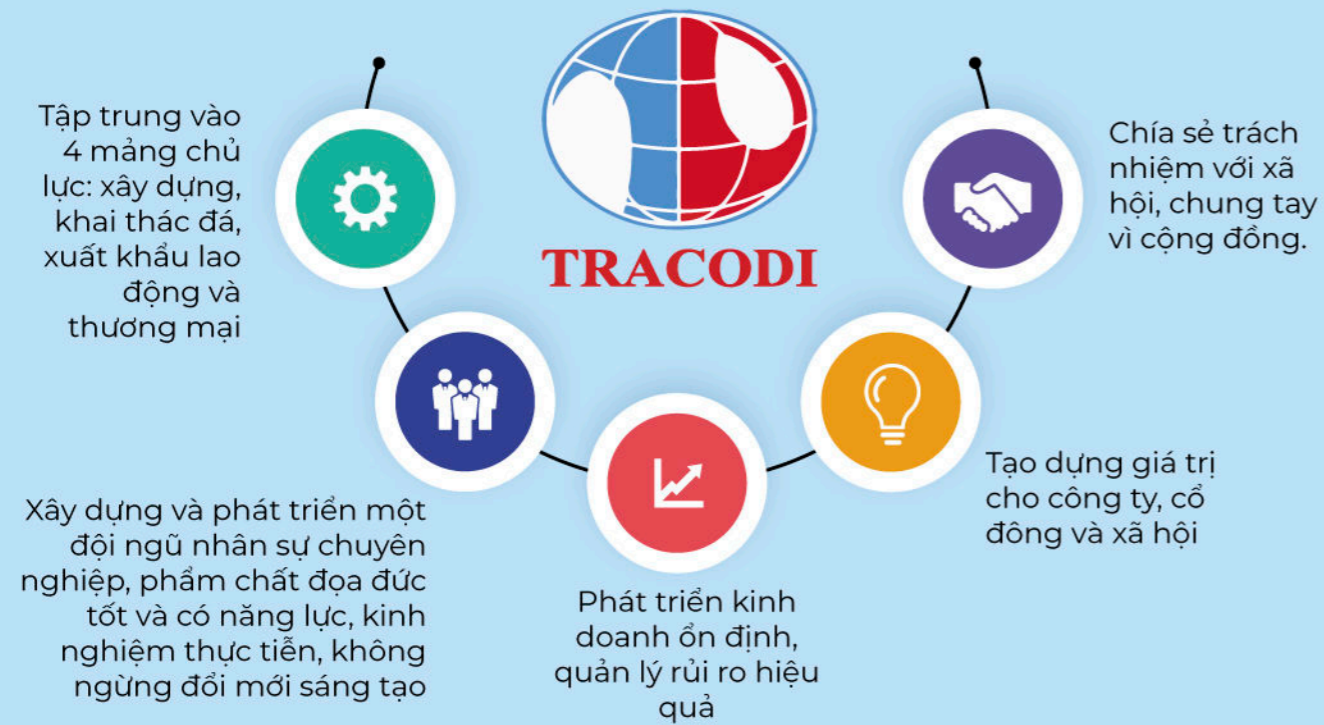 TRACODI
Tập trung vào
4 mảng chủ
lực: xây dựng,
khai thác đá,
xuất khẩu lao
động và
thương mại
Xây dựng và phát triển một
đội ngũ nhân sự chuyên
nghiệp, phẩm chất đọa đức
tốt và có năng lực, kinh
nghiệm thực tiễn, không
ngừng đổi mới sáng tạo
Phát triển kinh
doanh ổn định,
quản lý rủi ro hiệu
quả
Tạo dựng giá trị
cho công ty, cổ
đông và xã hội
Chía sẻ trách
nhiệm với xã
hội, chung tay
vì cộng đồng.